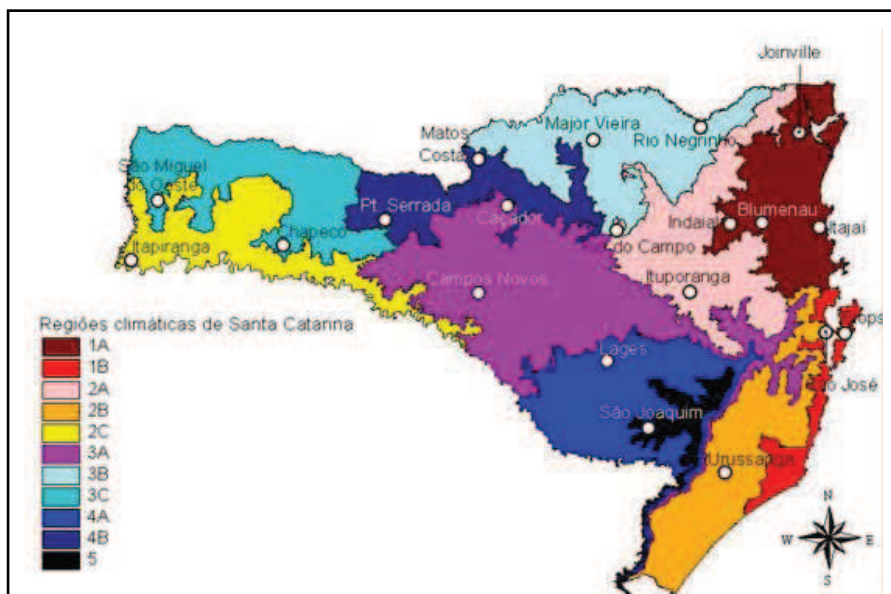 Joinville
Matos
Costa
Major Vieira
Rio Negrinho
São Miguel
do Oeste
Pt. Serrada
Caçador
Indaial
Blumenau
Itajaí
Chapecó
do Campo
Itapiranga
Campos Novos
Ituporanga
Regiões climáticas de Santa Catarina
1A
1B
2A
2B
2C
3A
3B
3C
4A
4B
5
Lages
José
São Joaquim
Urussanga
N
W
E
S